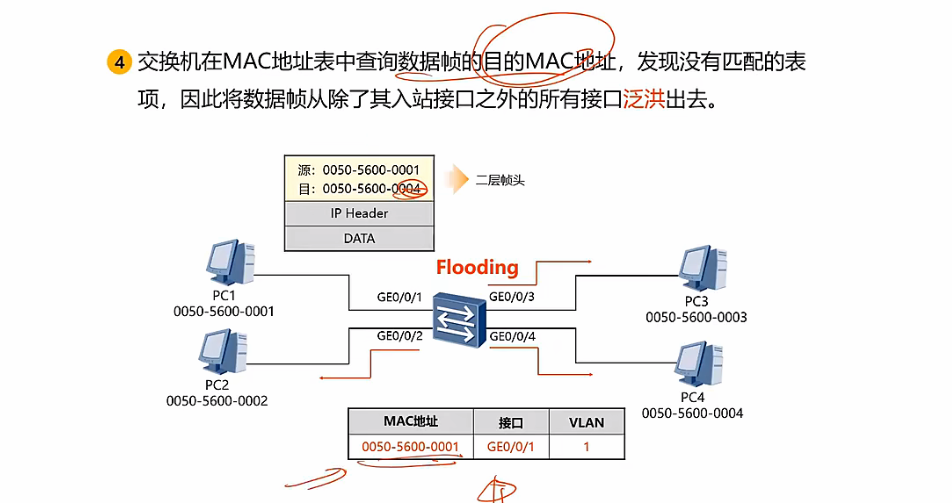 4 交换机在MAC地址表中查询数据帧的目的MAC地址，发现没有匹配的表
项，因此将数据帧从除了其入站接口之外的所有接口泛洪出去。
源：0050-5600-0001
目：0050-5600-0004
二层帧头
IP Header
DATA
Flooding
PC1
0050-5600-0001
GE0/0/1
GE0/0/3
PC3
0050-5600-0003
GE0/0/2
GE0/0/4
PC2
0050-5600-0002
PC4
0050-5600-0004
MAC地址 接口 VLAN
0050-5600-0001 GE0/0/1 1